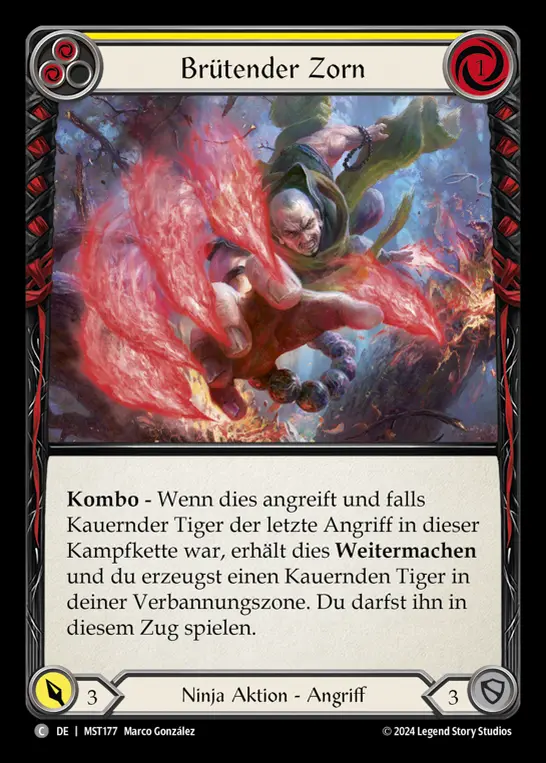 Brütender Zorn
1
Kombo - Wenn dies angreift und falls
Kauernder Tiger der letzte Angriff in dieser
Kampfkette war, erhält dies Weitermachen
und du erzeugst einen Kauernden Tiger in
deiner Verbannungszone. Du darfst ihn in
diesem Zug spielen.
3 Ninja Aktion - Angriff 3
C DE | MST177 Marco González © 2024 Legend Story Studios